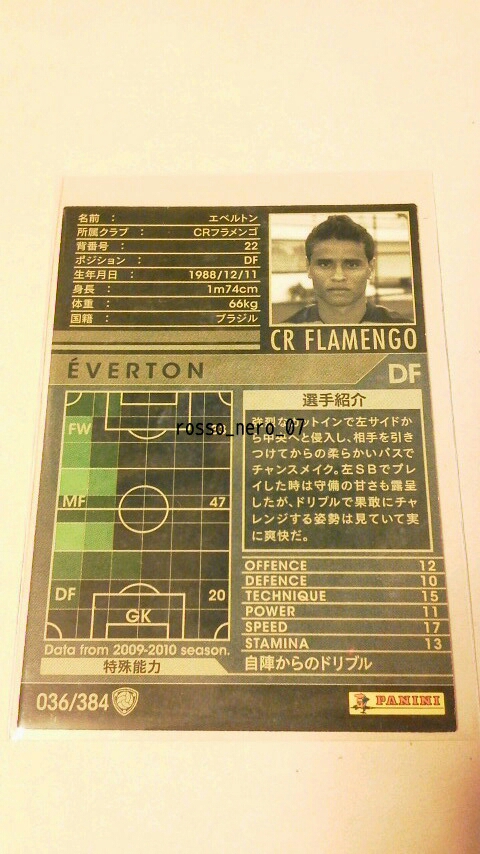 名前 : エベルトン
所属クラブ : CRフラメンゴ
背番号 : 22
ポジション : DF
生年月日 : 1988/12/11
身長 : 1m74cm
体重 : 66kg
国籍 : ブラジル
CR FLAMENGO
ÉVERTON
DF
FW
MF 47
DF 20
GK
Data from 2009-2010 season.
選手紹介
強烈なカットインで左サイドか
ら中央へと侵入し、相手を引き
つけてからの柔らかいパスで
チャンスメイク。左SBでプレ
イした時は守備の甘さも露呈
したが、ドリブルで果敢にチャ
レンジする姿勢は見ていて実
に爽快だ。
rosso_nero_07
OFFENCE 12
DEFENCE 10
TECHNIQUE 15
POWER 11
SPEED 17
STAMINA 13
特殊能力
自陣からのドリブル
036/384
PANINI